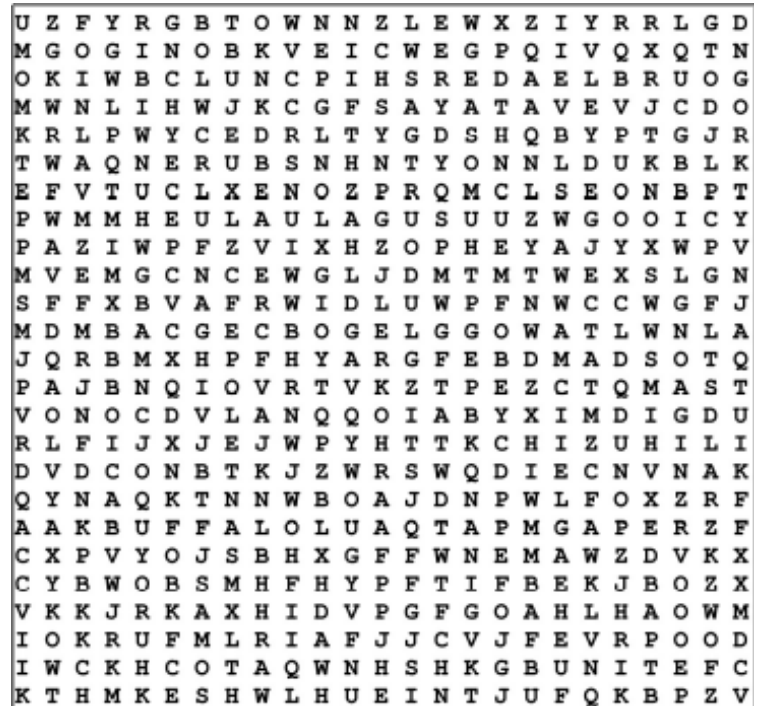 U Z F Y R G B T O W N N Z L E W X Z I Y R R L G D
M G O G I N O B K V E I C W E G P Q I V Q X Q T N
O K I W B C L U N C P I H S R E D A E L B R U O G
M W N L I H W J K C G F S A Y A T A V E V J C D O
K R L P W Y C E D R L T Y G D S H Q B Y P T G J R
T W A Q N E R U B S N H N T Y O N N L D U K B L K
E F V T U C L X E N O Z P R Q M C L S E O N B P T
P W M M H E U L A U L A G U S U U Z W G O O I C Y
P A Z I W P F Z V I X H Z O P H E Y A J Y X W P V
M V E M G C N C E W G L J D M T M T W E X S L G N
S F F X B V A F R W I D L U W P F N W C C W G F J
M D M B A C G E C B O G E L G G O W A T L W N L A
J Q R B M X H P F H Y A R G F E B D M A D S O T Q
P A J B N Q I O V R T V K Z T P E Z C T Q M A S T
V O N O C D V L A N Q Q O I A B Y X I M D I G D U
R L F I J X J E J W P Y H T T K C H I Z U H I L I
D V D C O N B T K J Z W R S W Q D I E C N V N A K
Q Y N A Q K T N N W B O A J D N P W L F O X Z R F
A A K B U F F A L O L U A Q T A P M G A P E R Z F
C X P V Y O J S B H X G F F W N E M A W Z D V K X
C Y B W O B S M H F H Y P F T I F B E K J B O Z X
V K K J R K A X H I D V P G F G O A H L H A O W M
I O K R U F M L R I A F J J C V J F E V R P O O D
I W C K H C O T A Q W N H S H K G B U N I T E F C
K T H M K E S H W L H U E I N T J U F Q K B P Z V